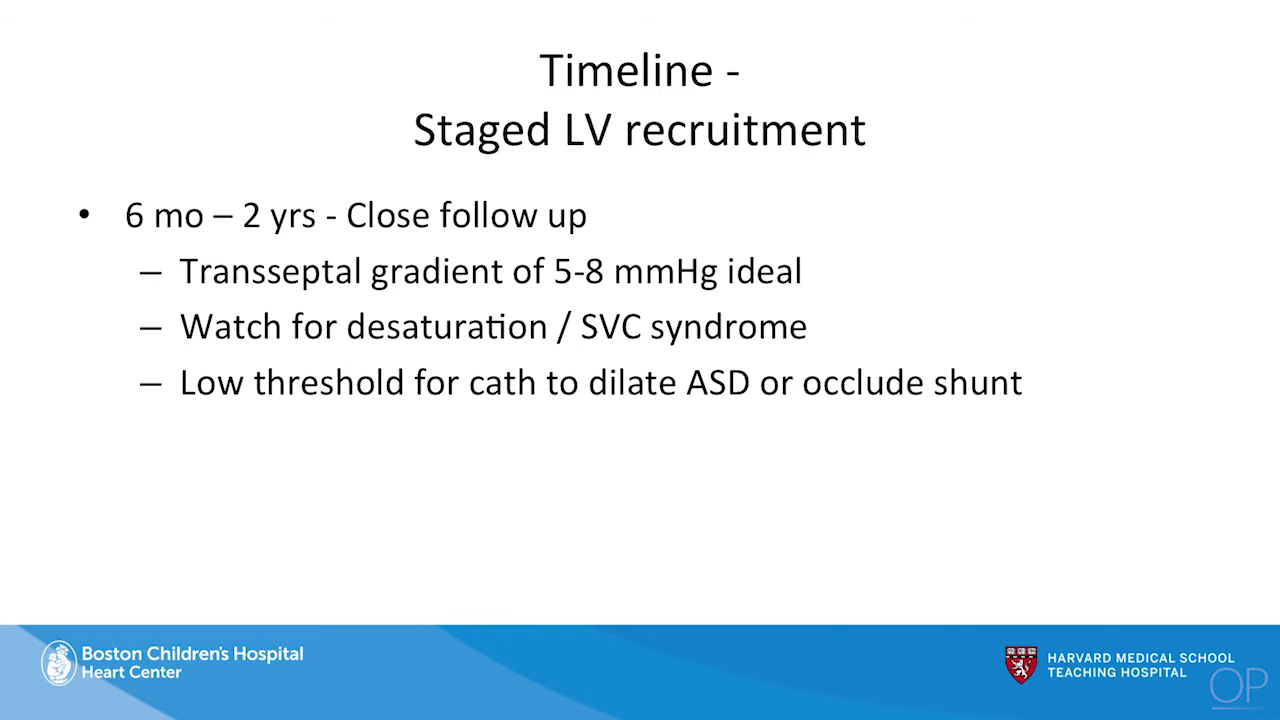 Timeline -
Staged LV recruitment
• 6 mo – 2 yrs - Close follow up
– Transseptal gradient of 5-8 mmHg ideal
– Watch for desaturation / SVC syndrome
– Low threshold for cath to dilate ASD or occlude shunt
Boston Children's Hospital
Heart Center
HARVARD MEDICAL SCHOOL
TEACHING HOSPITAL
OP